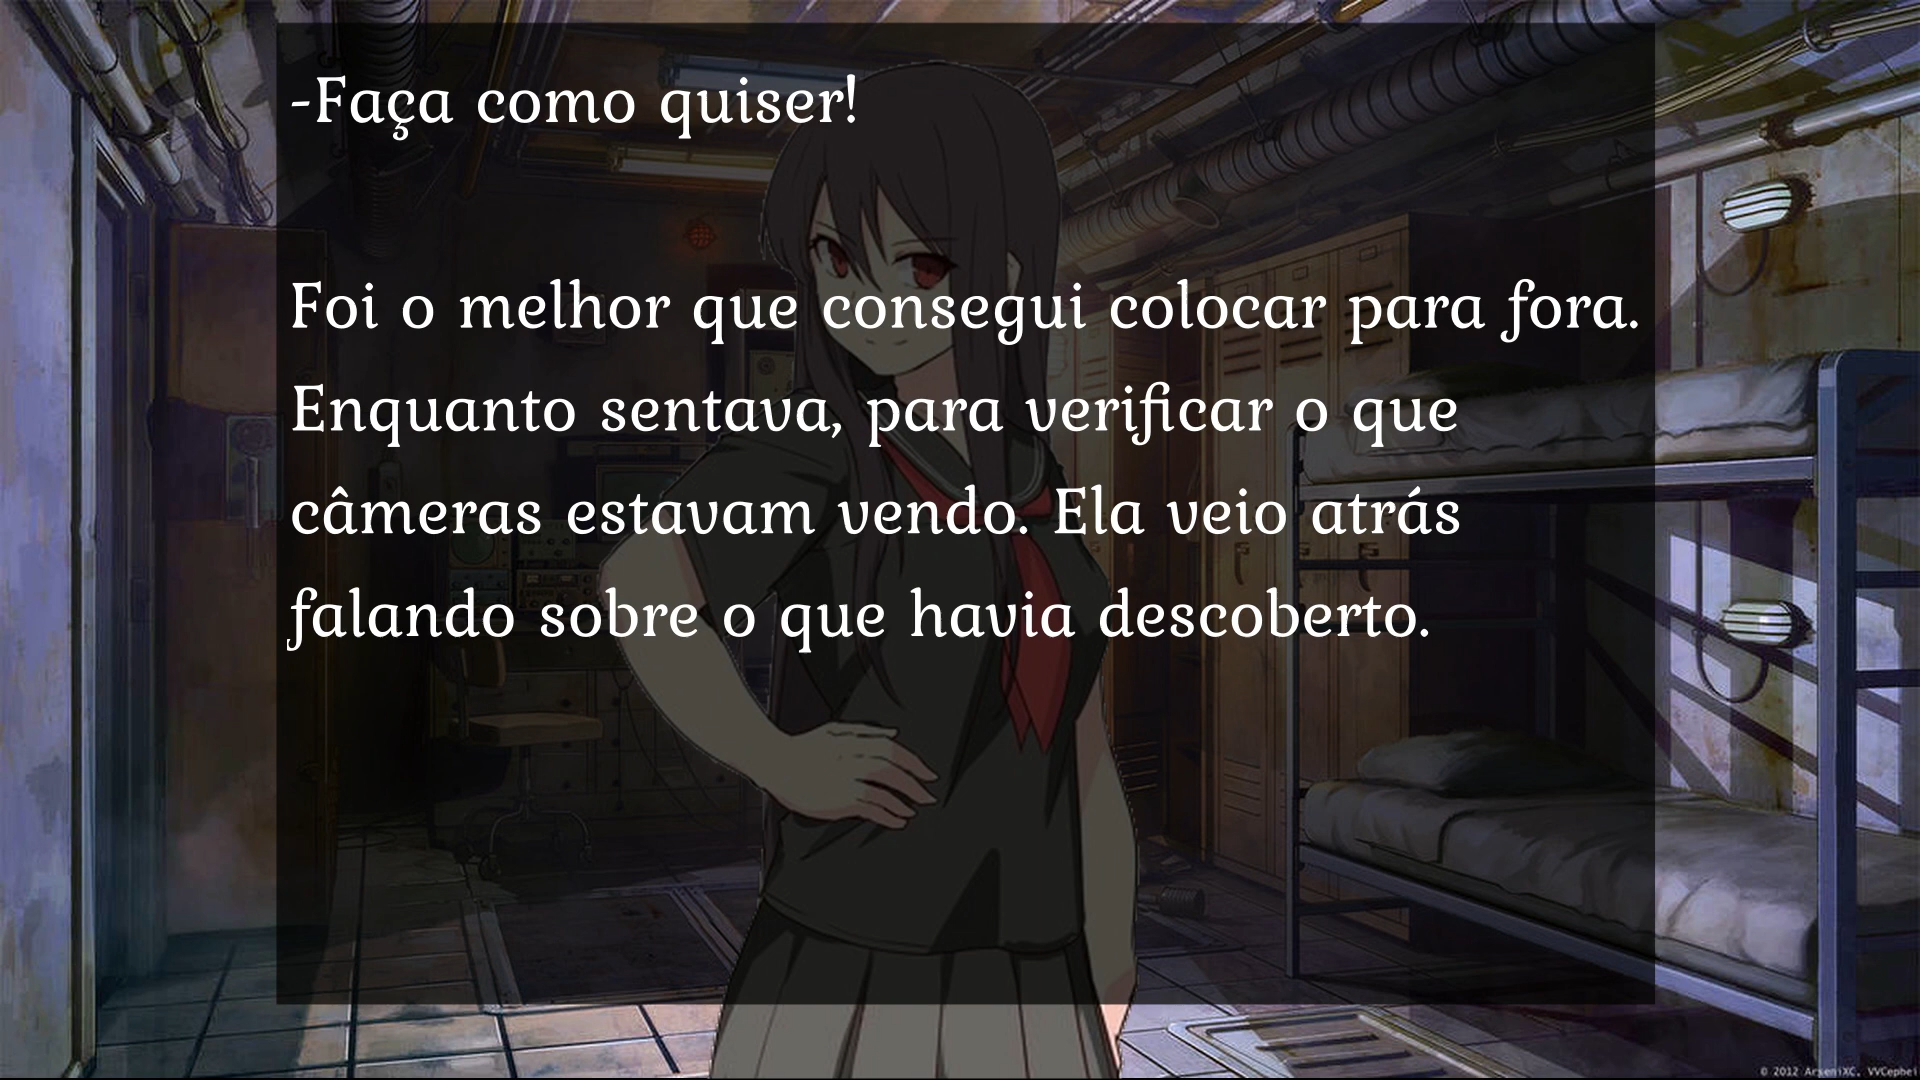 -Faça como quiser!
Foi o melhor que consegui colocar para fora.
Enquanto sentava, para verificar o que
câmeras estavam vendo. Ela veio atrás
falando sobre o que havia descoberto.
© 2012 ArseniXC, VVCephei